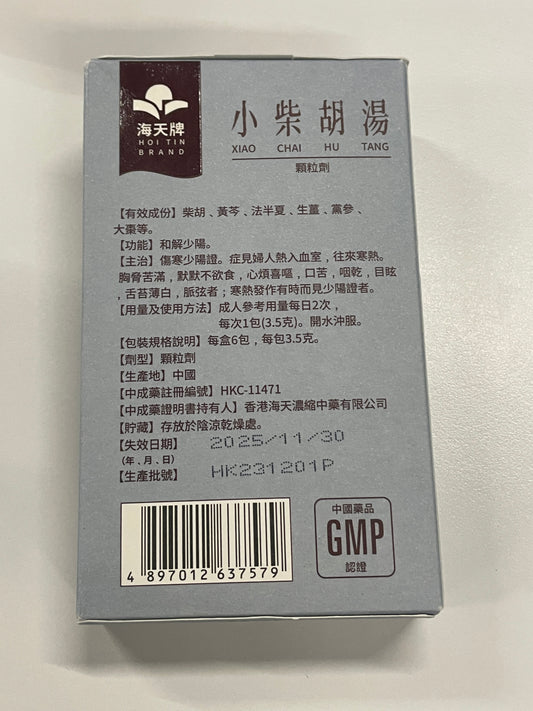 海天牌
HOI TIN
BRAND
小柴胡湯
XIAO CHAI HU TANG
顆粒劑
【有效成份】柴胡、黃芩、法半夏、生薑、黨參、
大棗等。
【功能】和解少陽。
【主治】傷寒少陽證。症見婦人熱入血室，往來寒熱。
胸脅苦滿，默默不欲食，心煩喜嘔，口苦，咽乾，目眩
，舌苔薄白，脈弦者；寒熱發作有時而見少陽證者。
【用量及使用方法】成人參考用量每日2次，
每次1包(3.5克)。開水沖服。
【包裝規格說明】每盒6包，每包3.5克。
【劑型】顆粒劑
【生產地】中國
【中成藥註冊編號】HKC-11471
【中成藥證明書持有人】香港海天濃縮中藥有限公司
【貯藏】存放於陰涼乾燥處。
【失效日期】 2025/11/30
（年、月、日）
【生產批號】 HK231201P
4 897012 637579
中國藥品
GMP
認證